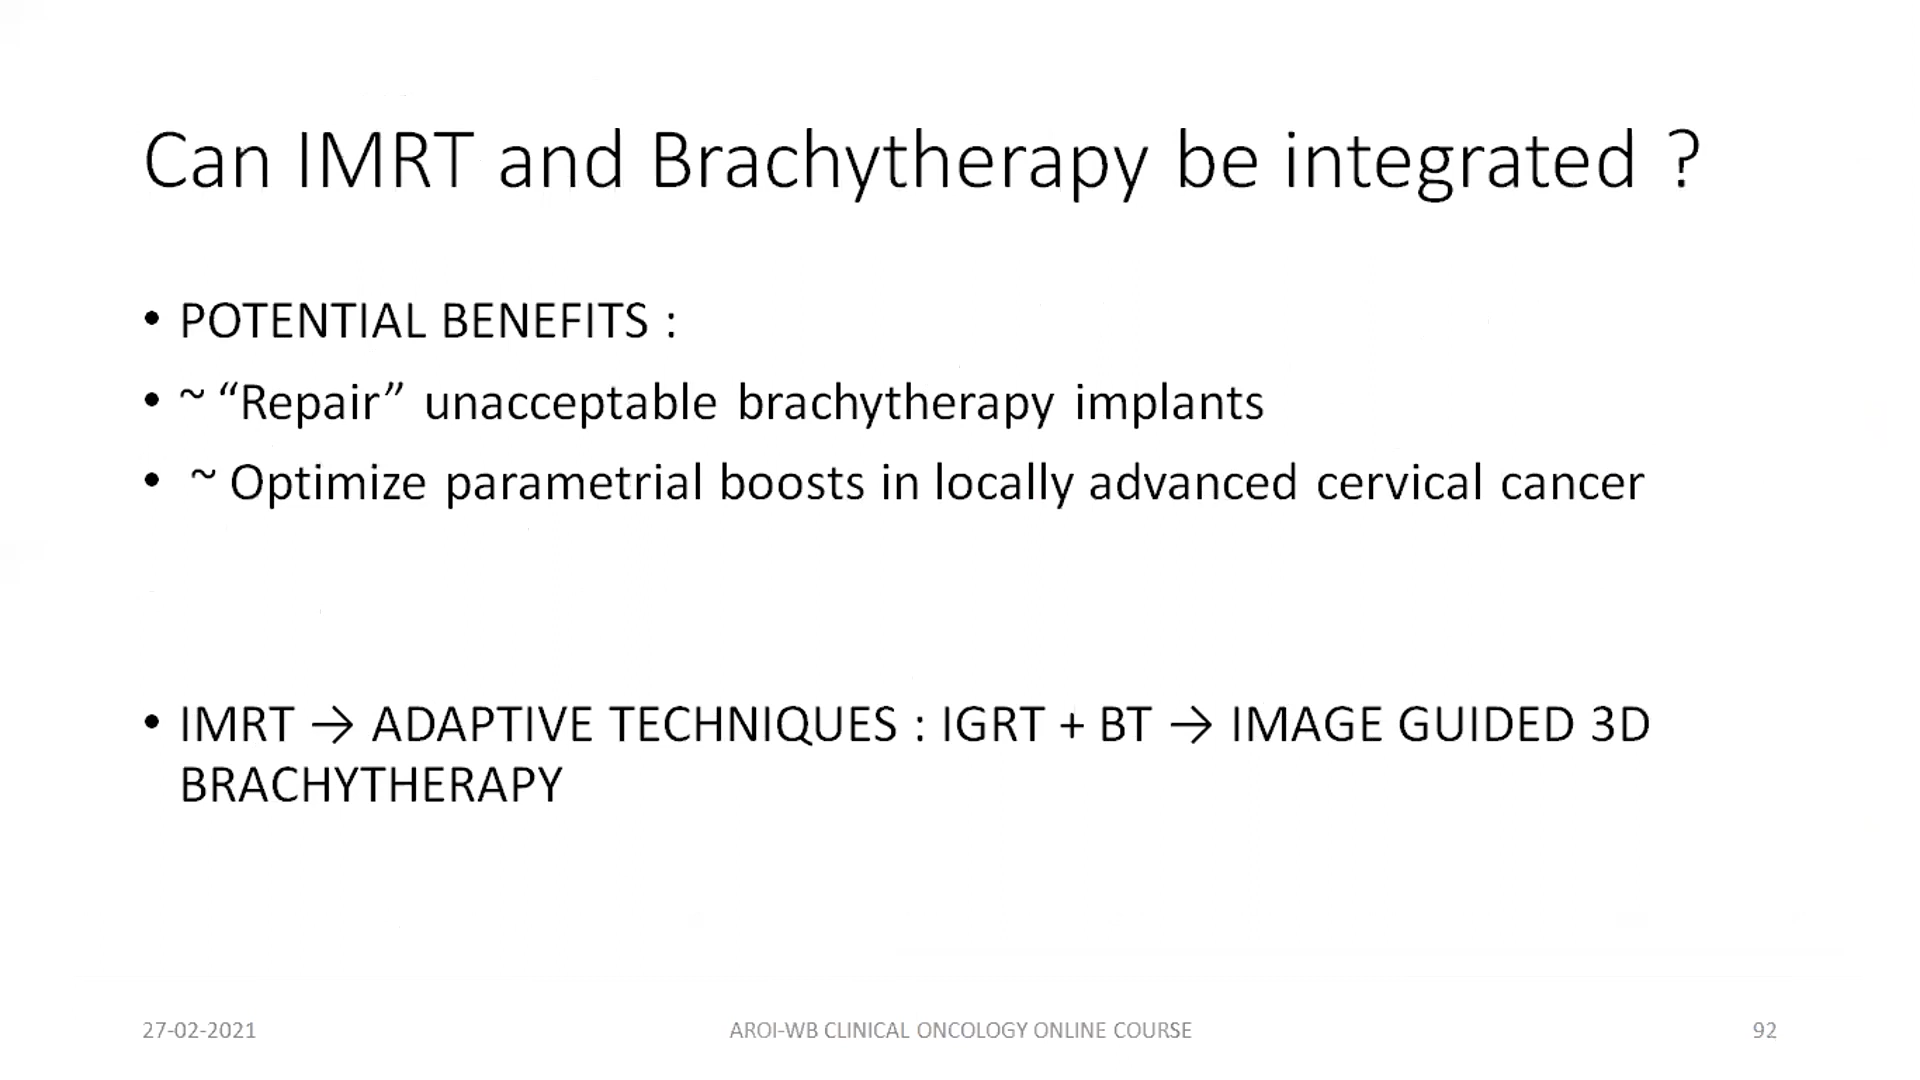 Can IMRT and Brachytherapy be integrated ?
• POTENTIAL BENEFITS :
• ~ “Repair” unacceptable brachytherapy implants
• ~ Optimize parametrial boosts in locally advanced cervical cancer
• IMRT → ADAPTIVE TECHNIQUES : IGRT + BT → IMAGE GUIDED 3D
BRACHYTHERAPY
27-02-2021 AROI-WB CLINICAL ONCOLOGY ONLINE COURSE 92